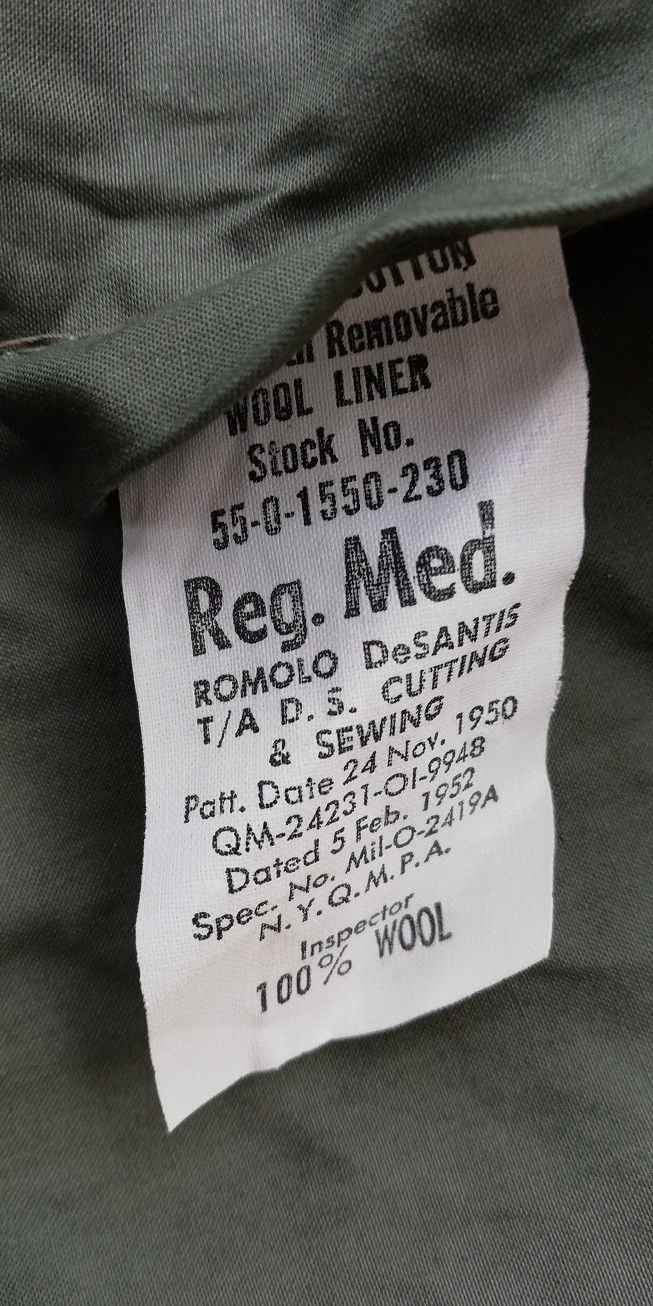 Removable
WOOL LINER
Stock No.
55-0-1550-230
Reg. Med.
ROMOLO DeSANTIS
T/A D. S. CUTTING
& SEWING
Patt. Date 24 Nov. 1950
QM-24231-OI-9948
Dated 5 Feb. 1952
Spec. No. Mil-O-2419A
N.Y.Q.M.P.A.
Inspector
100% WOOL